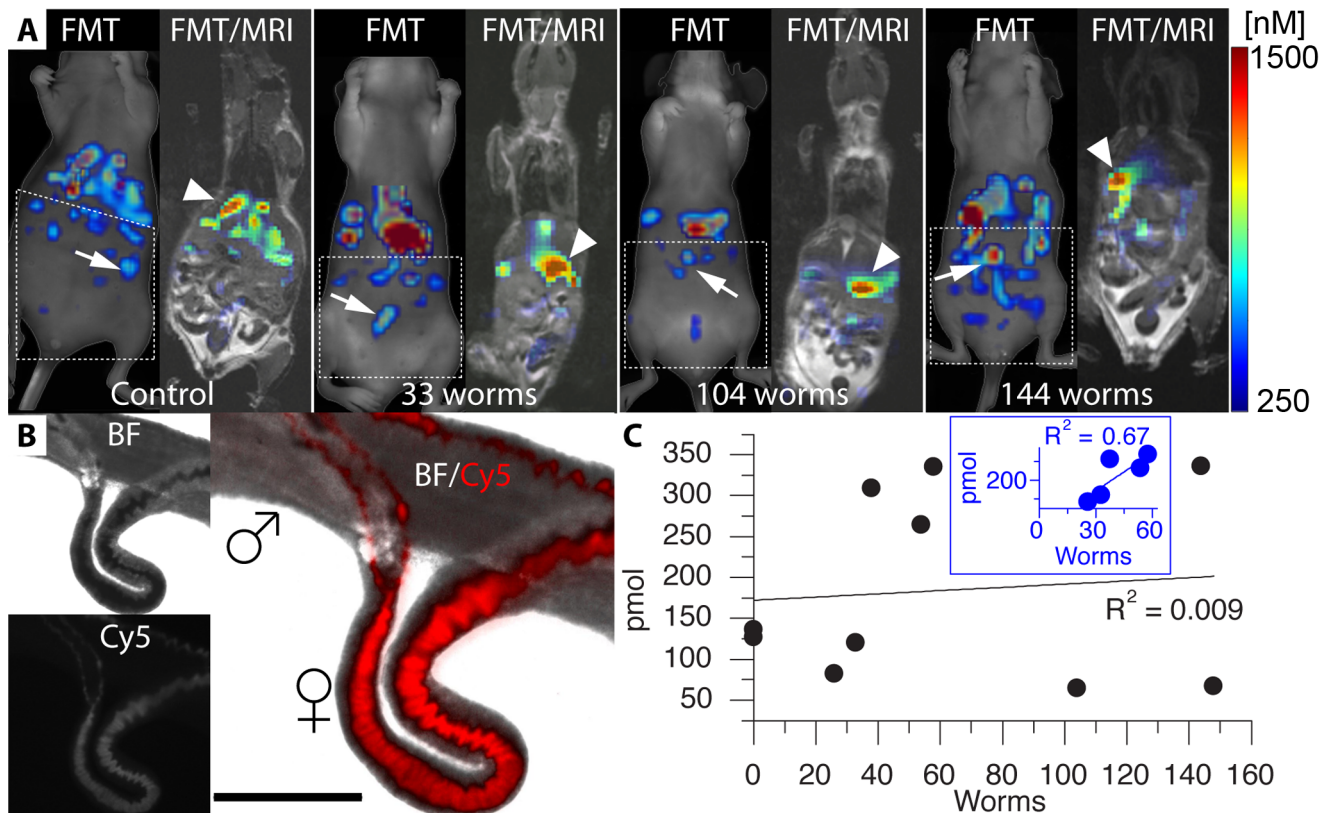 A FMT FMT/MRI FMT FMT/MRI FMT FMT/MRI FMT FMT/MRI [nM]
1500
Control 33 worms 104 worms 144 worms 250
B BF
BF/Cy5
♂
Cy5
♀
C
350
300
250
200
150
100
50
pmol
R² = 0.009
0 20 40 60 80 100 120 140 160
Worms
R² = 0.67
pmol
200
0 30 60
Worms